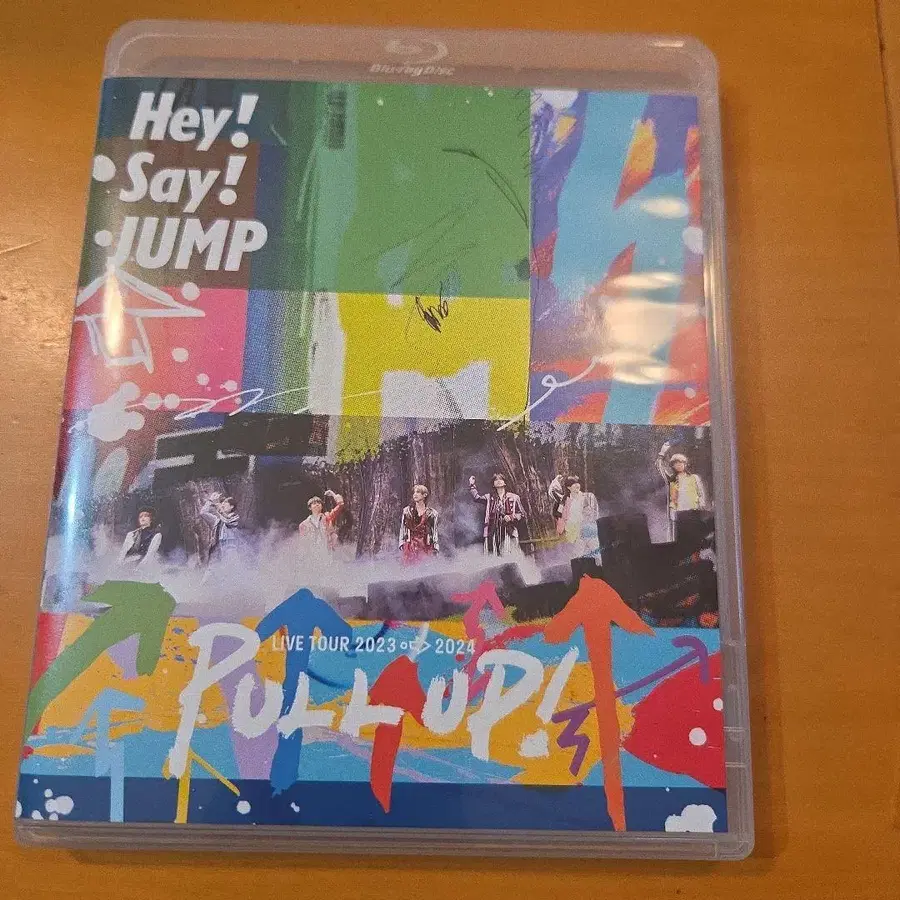 Blu-ray Disc
Hey!
Say!
JUMP
LIVE TOUR 2023 2024
PULL UP!